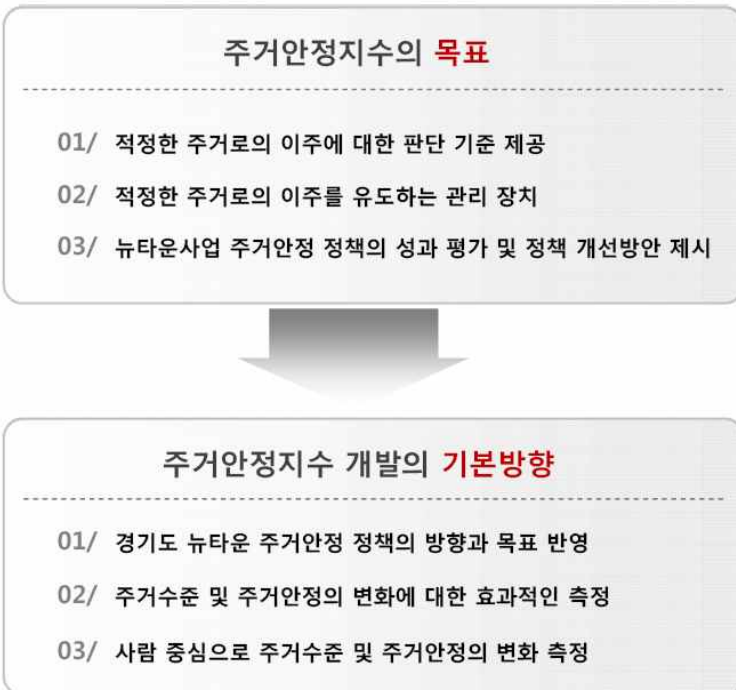 주거안정지수의 목표
01/ 적정한 주거로의 이주에 대한 판단 기준 제공
02/ 적정한 주거로의 이주를 유도하는 관리 장치
03/ 뉴타운사업 주거안정 정책의 성과 평가 및 정책 개선방안 제시
주거안정지수 개발의 기본방향
01/ 경기도 뉴타운 주거안정 정책의 방향과 목표 반영
02/ 주거수준 및 주거안정의 변화에 대한 효과적인 측정
03/ 사람 중심으로 주거수준 및 주거안정의 변화 측정